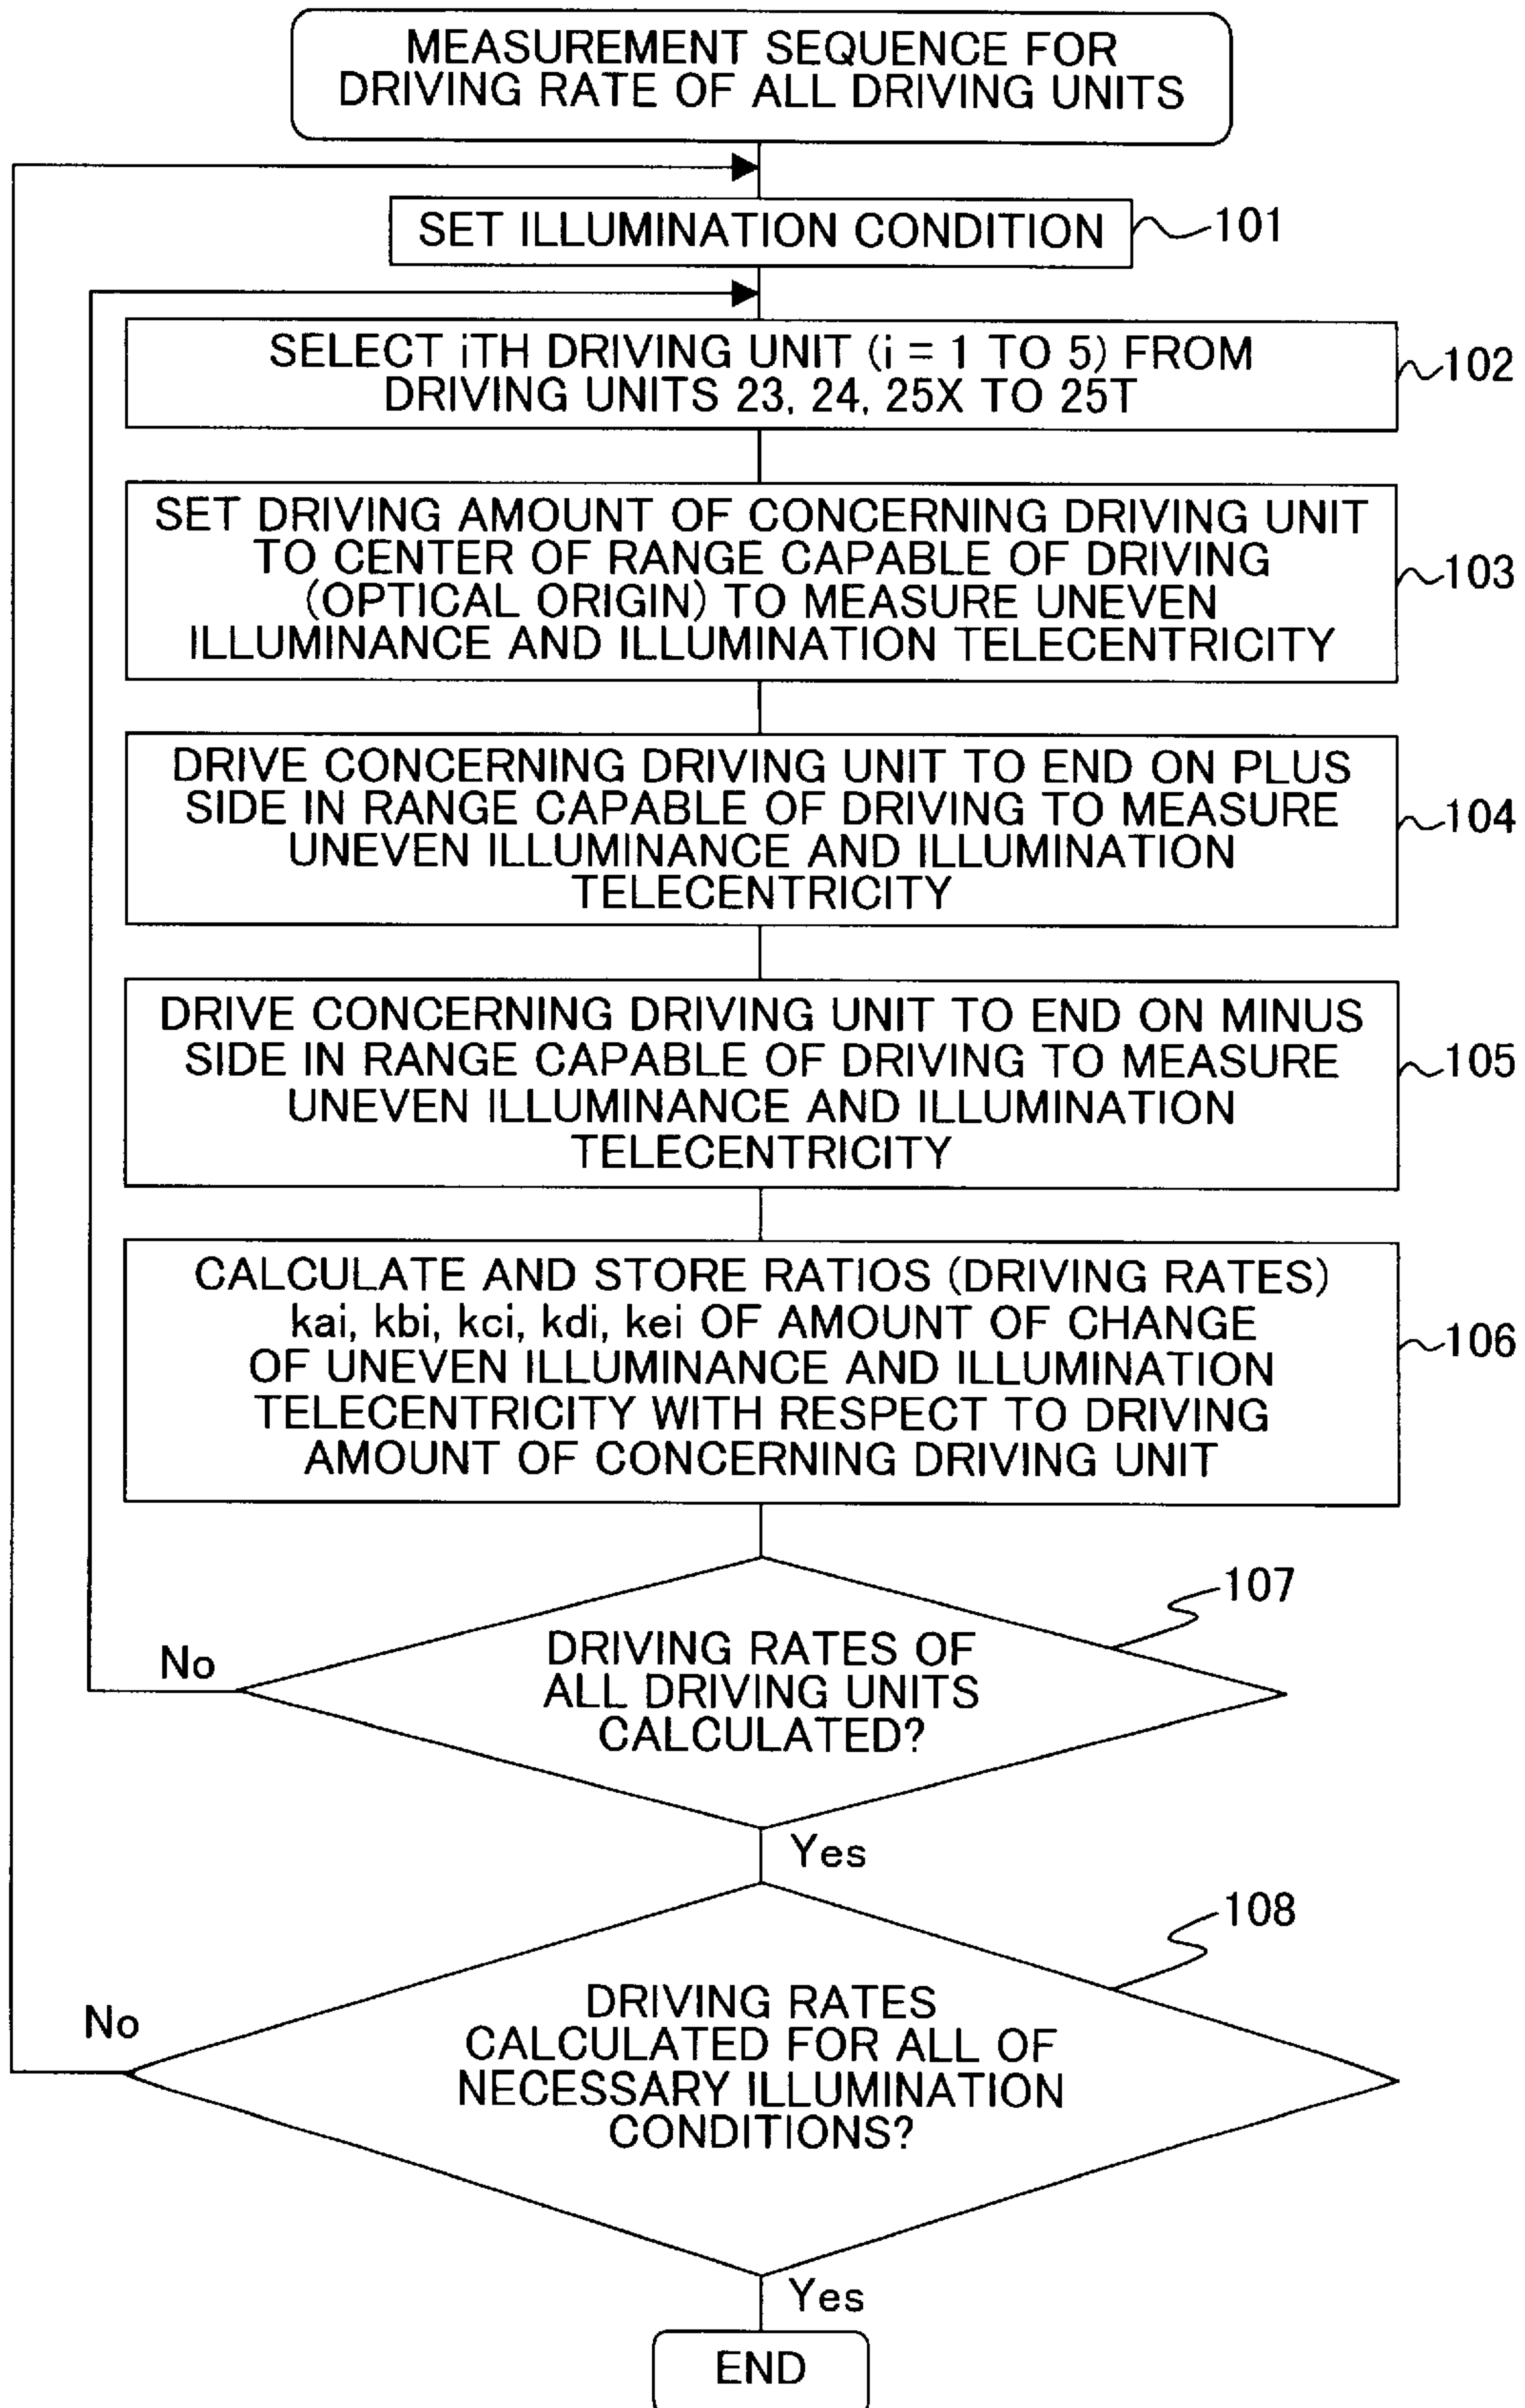 MEASUREMENT SEQUENCE FOR
DRIVING RATE OF ALL DRIVING UNITS
SET ILLUMINATION CONDITION
101
SELECT iTH DRIVING UNIT (i = 1 TO 5) FROM
DRIVING UNITS 23, 24, 25X TO 25T
102
SET DRIVING AMOUNT OF CONCERNING DRIVING UNIT
TO CENTER OF RANGE CAPABLE OF DRIVING
(OPTICAL ORIGIN) TO MEASURE UNEVEN
ILLUMINANCE AND ILLUMINATION TELECENTRICITY
103
DRIVE CONCERNING DRIVING UNIT TO END ON PLUS
SIDE IN RANGE CAPABLE OF DRIVING TO MEASURE
UNEVEN ILLUMINANCE AND ILLUMINATION
TELECENTRICITY
104
DRIVE CONCERNING DRIVING UNIT TO END ON MINUS
SIDE IN RANGE CAPABLE OF DRIVING TO MEASURE
UNEVEN ILLUMINANCE AND ILLUMINATION
TELECENTRICITY
105
CALCULATE AND STORE RATIOS (DRIVING RATES)
kai, kbi, kci, kdi, kei OF AMOUNT OF CHANGE
OF UNEVEN ILLUMINANCE AND ILLUMINATION
TELECENTRICITY WITH RESPECT TO DRIVING
AMOUNT OF CONCERNING DRIVING UNIT
106
107
DRIVING RATES OF
ALL DRIVING UNITS
CALCULATED?
No
Yes
108
DRIVING RATES
CALCULATED FOR ALL OF
NECESSARY ILLUMINATION
CONDITIONS?
No
Yes
END